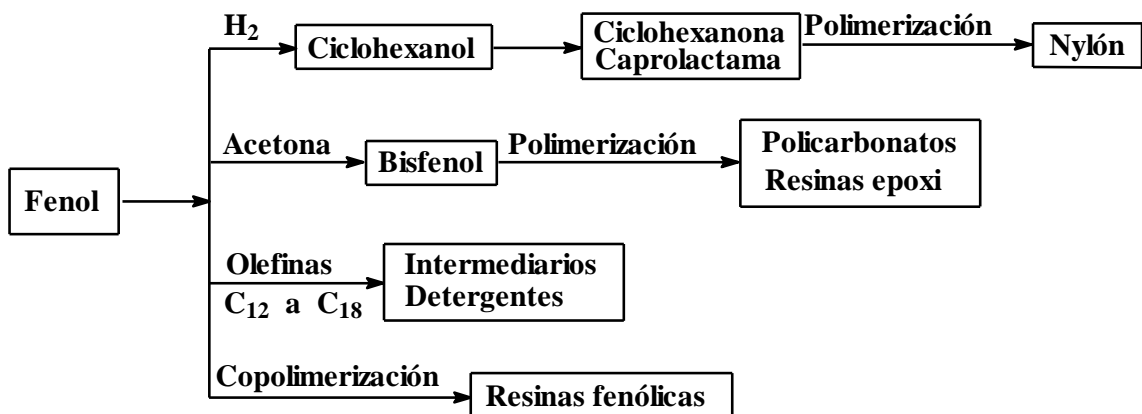 H2
Ciclohexanol
Ciclohexanona
Caprolactama
Polimerización
Nylón
Fenol
Acetona
Bisfenol
Polimerización
Policarbonatos
Resinas epoxi
Olefinas
C12 a C18
Intermediarios
Detergentes
Copolimerización
Resinas fenólicas